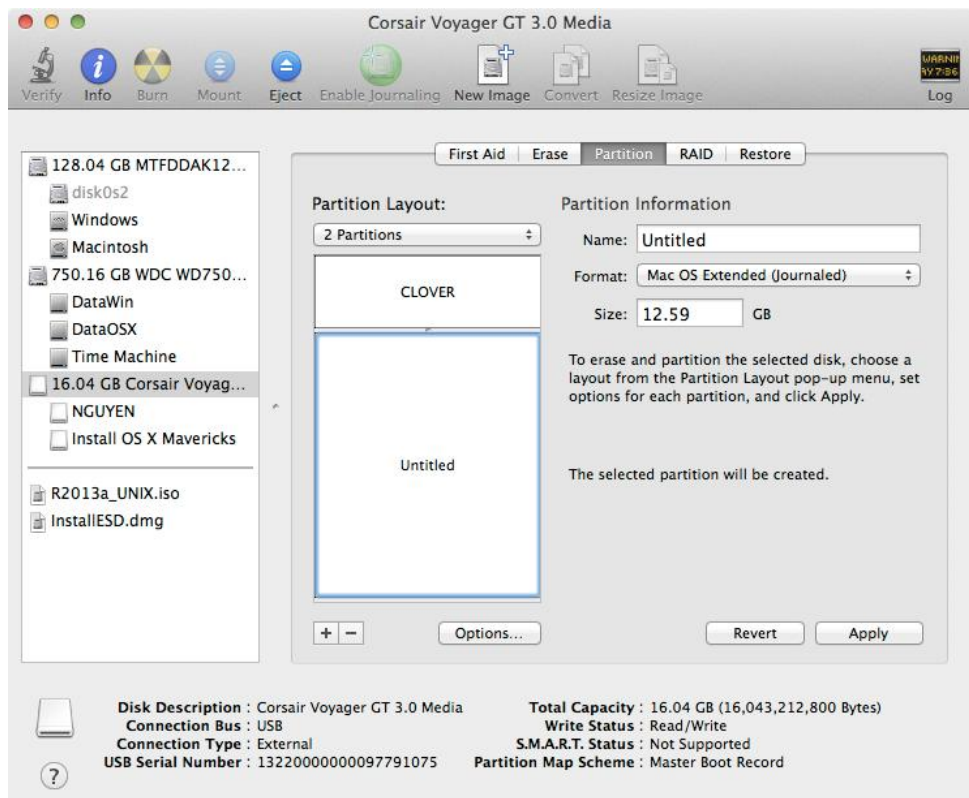 Corsair Voyager GT 3.0 Media
Verify Info Burn Mount Eject Enable Journaling New Image Convert Resize Image Log
128.04 GB MTFDDAK12...
disk0s2
Windows
Macintosh
750.16 GB WDC WD750...
DataWin
DataOSX
Time Machine
16.04 GB Corsair Voyag...
NGUYEN
Install OS X Mavericks
R2013a_UNIX.iso
InstallESD.dmg
First Aid Erase Partition RAID Restore
Partition Layout:
2 Partitions
CLOVER
Untitled
+ −
Options...
Partition Information
Name: Untitled
Format: Mac OS Extended (Journaled)
Size: 12.59 GB
To erase and partition the selected disk, choose a
layout from the Partition Layout pop-up menu, set
options for each partition, and click Apply.
The selected partition will be created.
Revert Apply
Disk Description : Corsair Voyager GT 3.0 Media
Connection Bus : USB
Connection Type : External
USB Serial Number : 13220000000097791075
Total Capacity : 16.04 GB (16,043,212,800 Bytes)
Write Status : Read/Write
S.M.A.R.T. Status : Not Supported
Partition Map Scheme : Master Boot Record
?